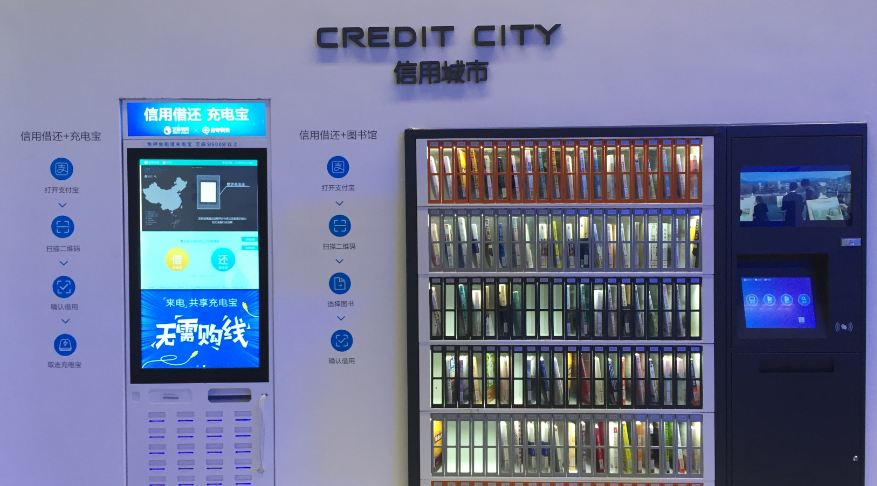 CREDIT CITY
信用城市
信用借还 充电宝
信用借还+充电宝
打开支付宝
扫描二维码
确认借用
取走充电宝
借
还
来电,共享充电宝
无需购线
信用借还+图书馆
打开支付宝
扫描二维码
选择图书
确认借用